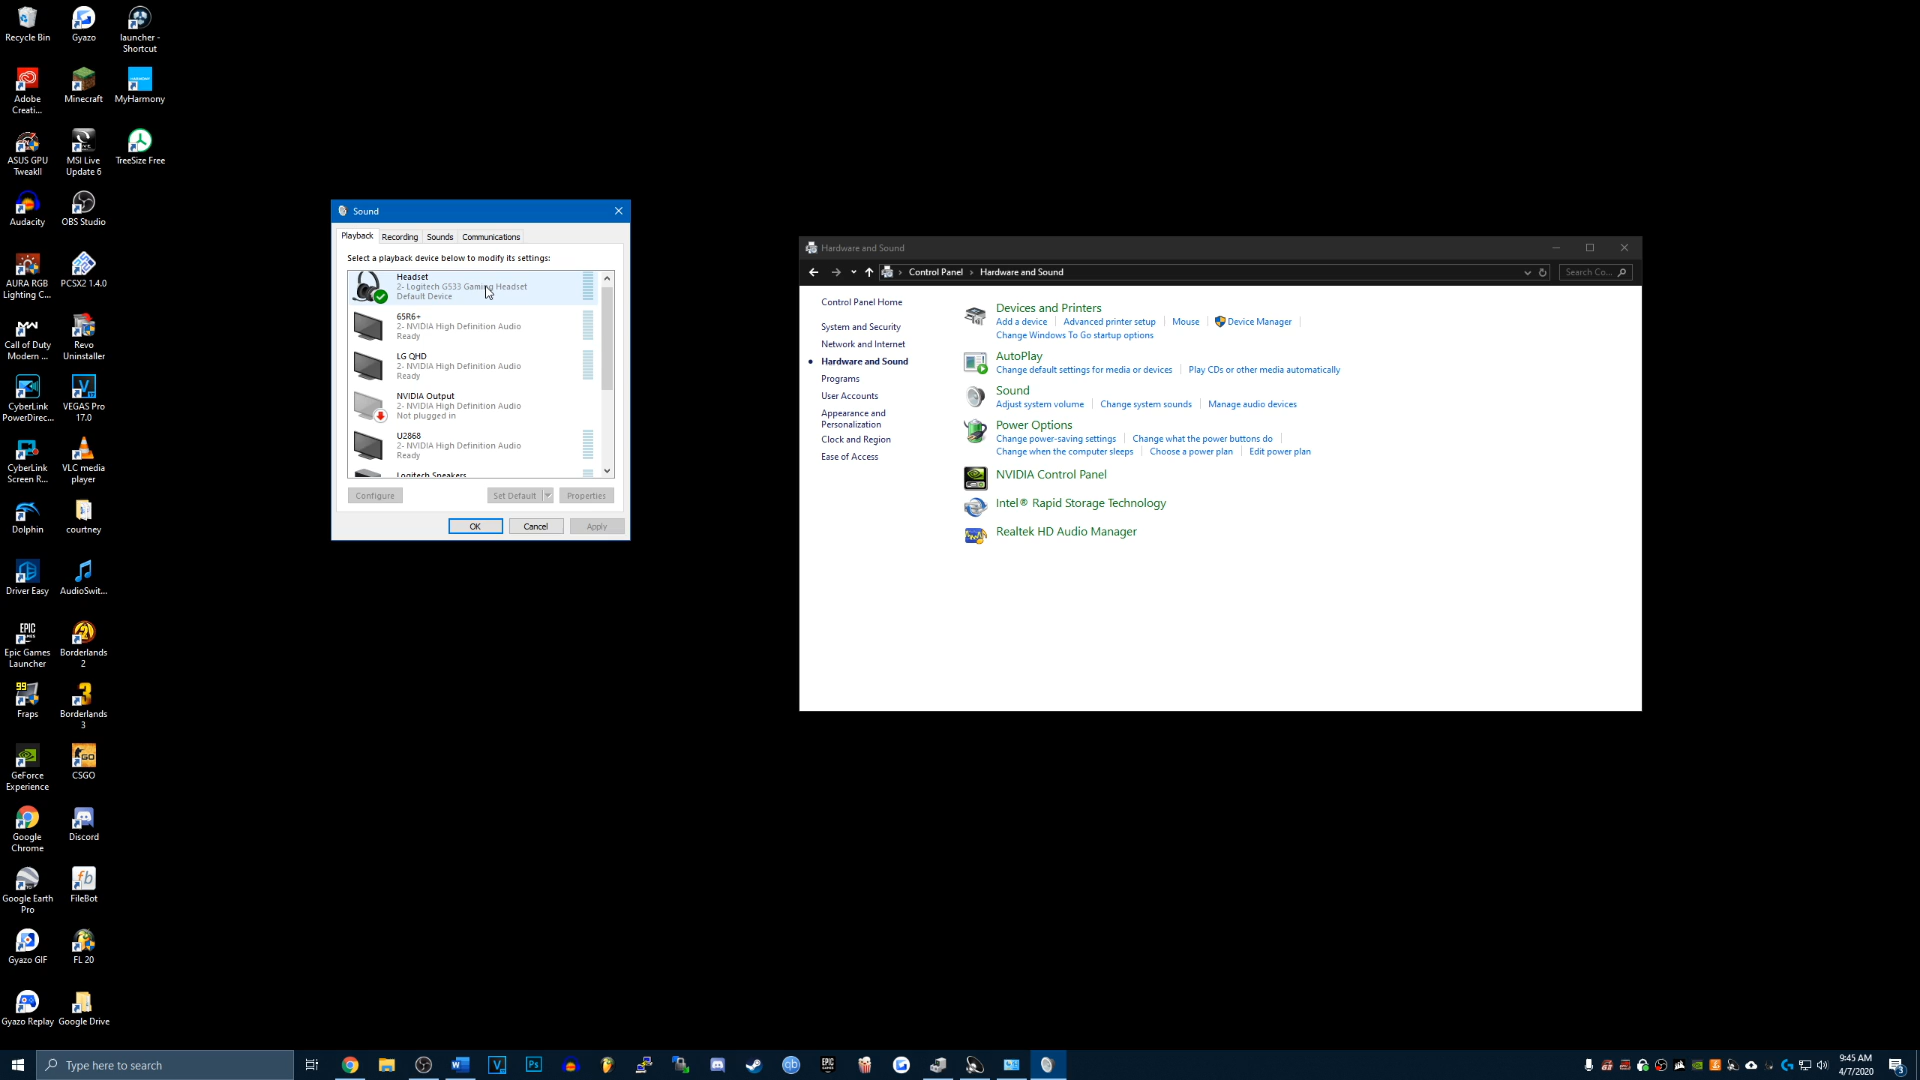 Recycle Bin
Gyazo
launcher -
Shortcut
Adobe
Creati...
Minecraft
MyHarmony
ASUS GPU
TweakII
MSI Live
Update 6
TreeSize Free
Audacity
OBS Studio
AURA RGB
Lighting C...
PCSX2 1.4.0
Call of Duty
Modern ...
Revo
Uninstaller
CyberLink
PowerDirec...
VEGAS Pro
17.0
CyberLink
Screen R...
VLC media
player
Dolphin
courtney
Driver Easy
AudioSwit...
Epic Games
Launcher
Borderlands
2
99
Fraps
Borderlands
3
GeForce
Experience
CSGO
Google
Chrome
Discord
Google Earth
Pro
FileBot
Gyazo GIF
FL 20
Gyazo Replay
Google Drive
Sound
Playback
Recording
Sounds
Communications
Select a playback device below to modify its settings:
Headset
2- Logitech G533 Gaming Headset
Default Device
65R6+
2- NVIDIA High Definition Audio
Ready
LG QHD
2- NVIDIA High Definition Audio
Ready
NVIDIA Output
2- NVIDIA High Definition Audio
Not plugged in
U2868
2- NVIDIA High Definition Audio
Ready
Logitech Speakers
Configure
Set Default
Properties
OK
Cancel
Apply
Hardware and Sound
Control Panel > Hardware and Sound
Search Co...
Control Panel Home
System and Security
Network and Internet
Hardware and Sound
Programs
User Accounts
Appearance and
Personalization
Clock and Region
Ease of Access
Devices and Printers
Add a device
Advanced printer setup
Mouse
Device Manager
Change Windows To Go startup options
AutoPlay
Change default settings for media or devices
Play CDs or other media automatically
Sound
Adjust system volume
Change system sounds
Manage audio devices
Power Options
Change power-saving settings
Change what the power buttons do
Change when the computer sleeps
Choose a power plan
Edit power plan
NVIDIA Control Panel
Intel® Rapid Storage Technology
Realtek HD Audio Manager
Type here to search
9:45 AM
4/7/2020
3